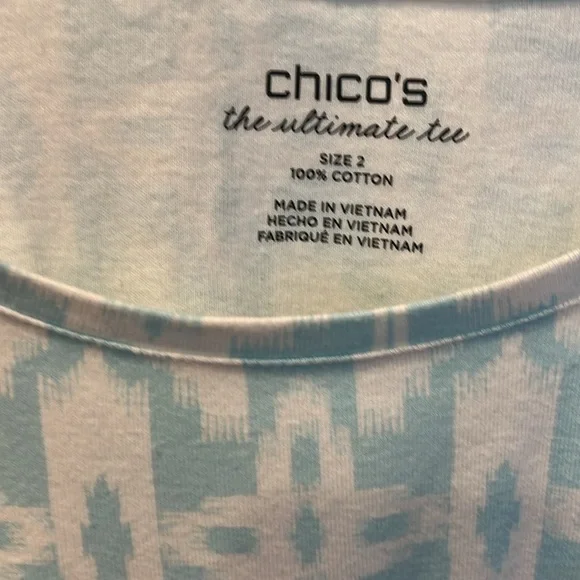 chico's
the ultimate tee
SIZE 2
100% COTTON
MADE IN VIETNAM
HECHO EN VIETNAM
FABRIQUÉ EN VIETNAM